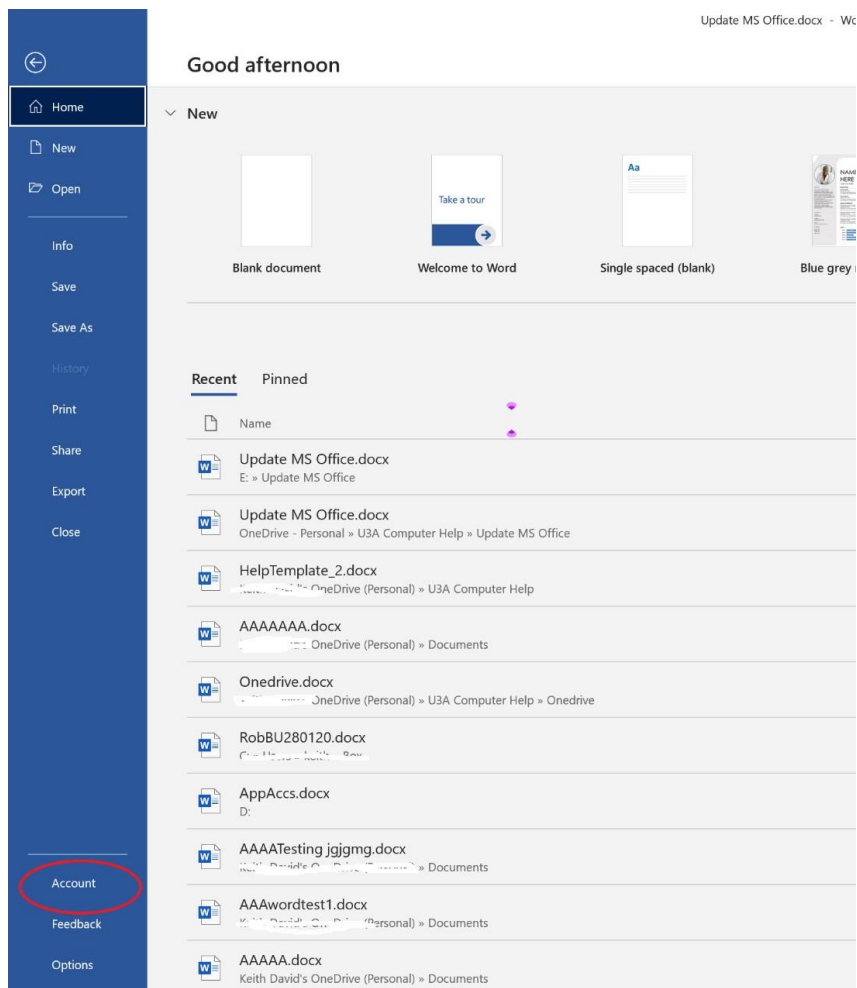 Update MS Office.docx - Wo
Good afternoon
Home
New
New
Open
Aa
Take a tour
NAME
HERE
Blank document
Welcome to Word
Single spaced (blank)
Blue grey
Info
Save
Save As
History
Recent
Pinned
Print
Name
Share
Update MS Office.docx
E: » Update MS Office
Export
Update MS Office.docx
OneDrive - Personal » U3A Computer Help » Update MS Office
Close
HelpTemplate_2.docx
OneDrive (Personal) » U3A Computer Help
AAAAAAA.docx
OneDrive (Personal) » Documents
Onedrive.docx
OneDrive (Personal) » U3A Computer Help » Onedrive
RobBU280120.docx
AppAccs.docx
D:
AAAATesting jgjgmg.docx
» Documents
Account
AAAwordtest1.docx
(Personal) » Documents
Feedback
AAAAA.docx
Keith David's OneDrive (Personal) » Documents
Options